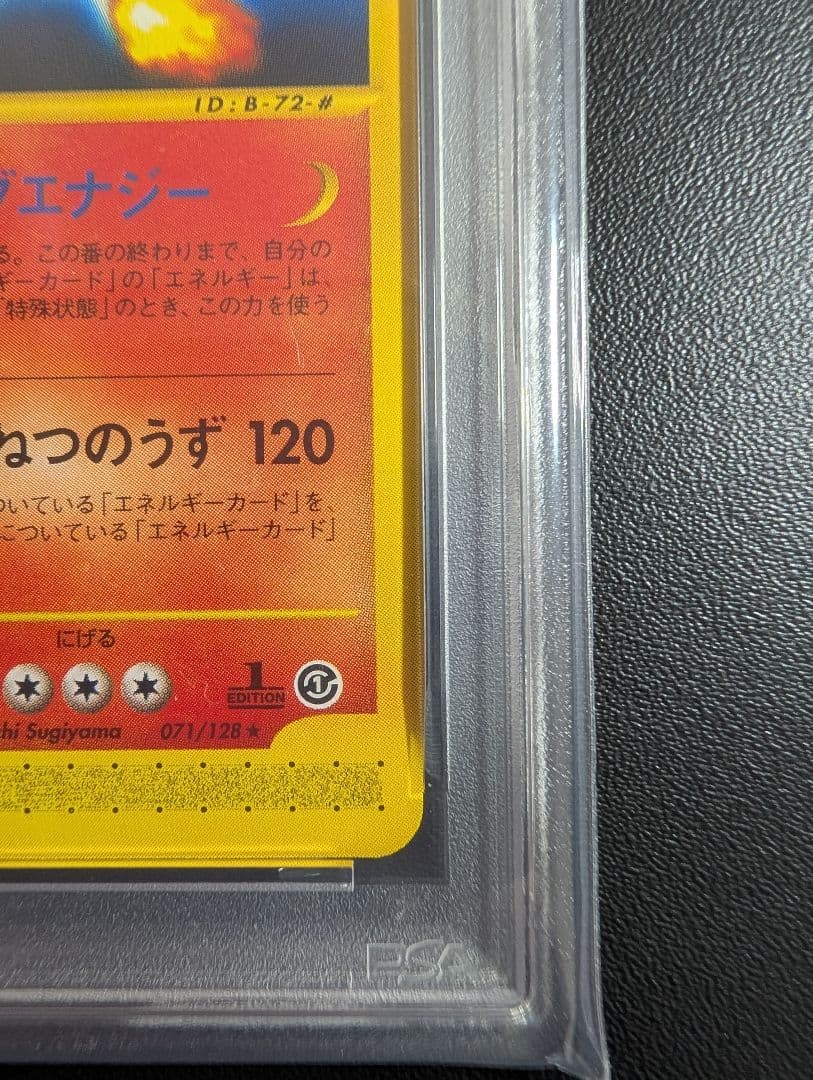 ID:B-72-#
ブエナジー
る。この番の終わりまで、自分の
ギーカード」の「エネルギー」は、
「特殊状態」のとき、この力を使う
ねつのうず 120
ついている「エネルギーカード」を、
についている「エネルギーカード」
にげる
1
EDITION
1
chi Sugiyama 071/128★
PSA